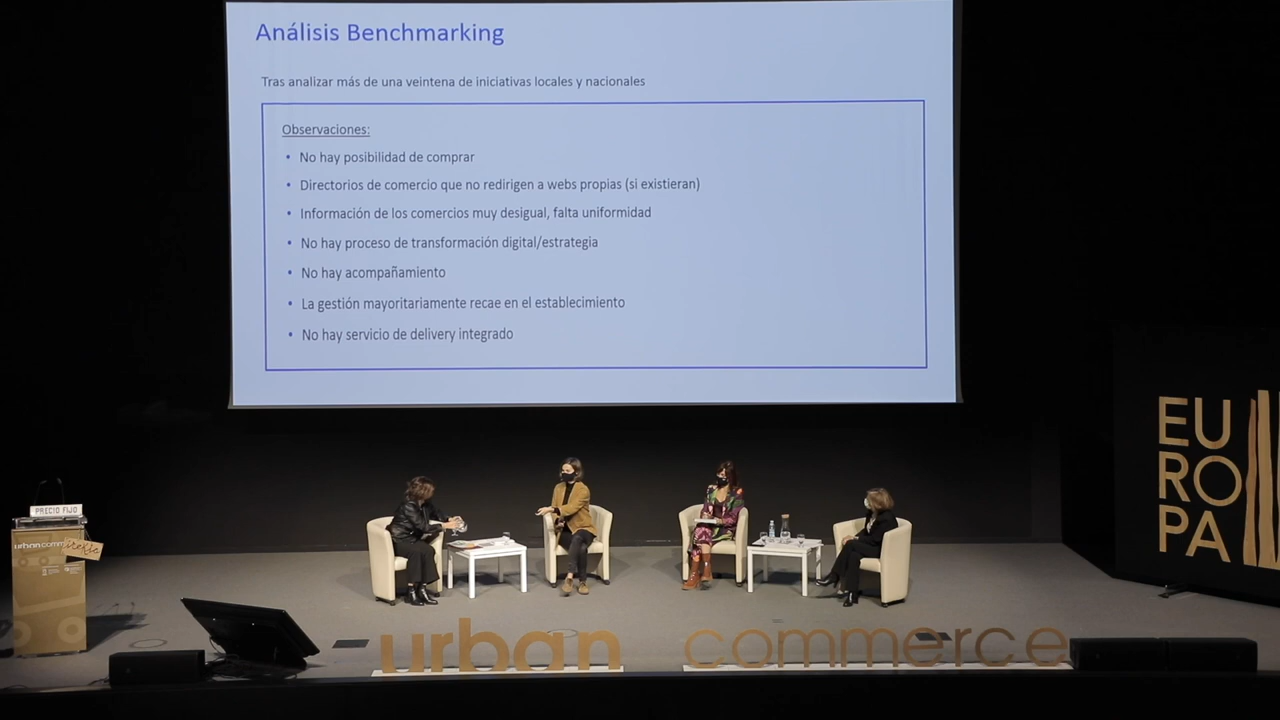 Análisis Benchmarking
Tras analizar más de una veintena de iniciativas locales y nacionales
Observaciones:
• No hay posibilidad de comprar
• Directorios de comercio que no redirigen a webs propias (si existieran)
• Información de los comercios muy desigual, falta uniformidad
• No hay proceso de transformación digital/estrategia
• No hay acompañamiento
• La gestión mayoritariamente recae en el establecimiento
• No hay servicio de delivery integrado
EU
RO
PA
PRECIO FIJO
urban commerce